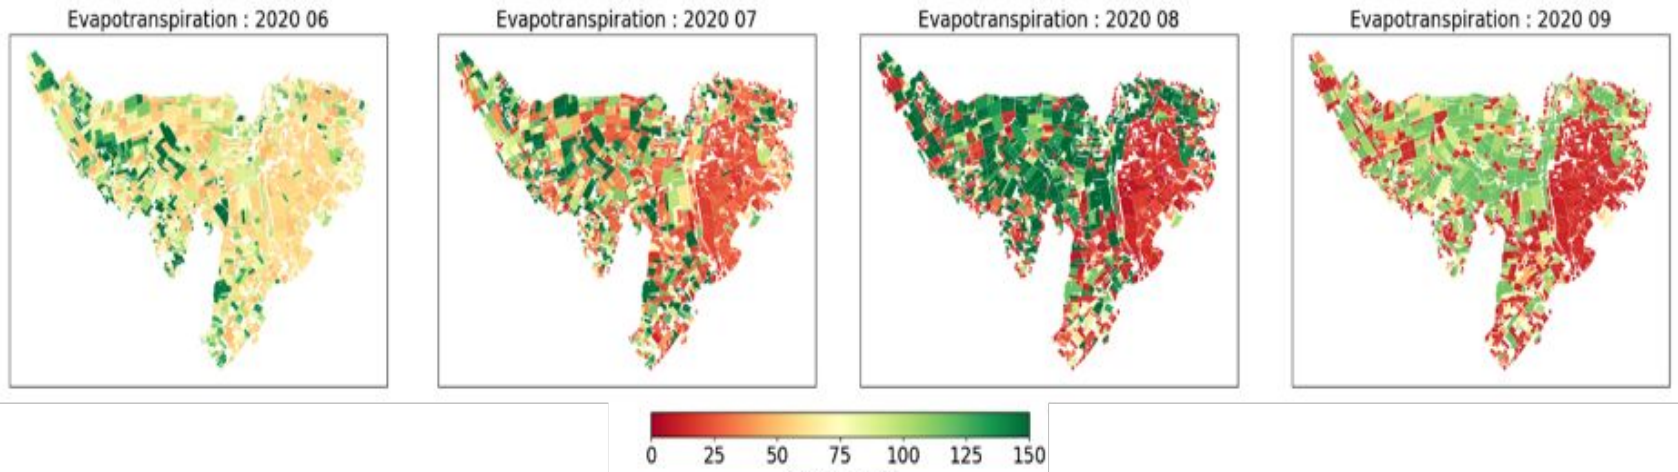 Evapotranspiration : 2020 06
Evapotranspiration : 2020 07
Evapotranspiration : 2020 08
Evapotranspiration : 2020 09
0 25 50 75 100 125 150